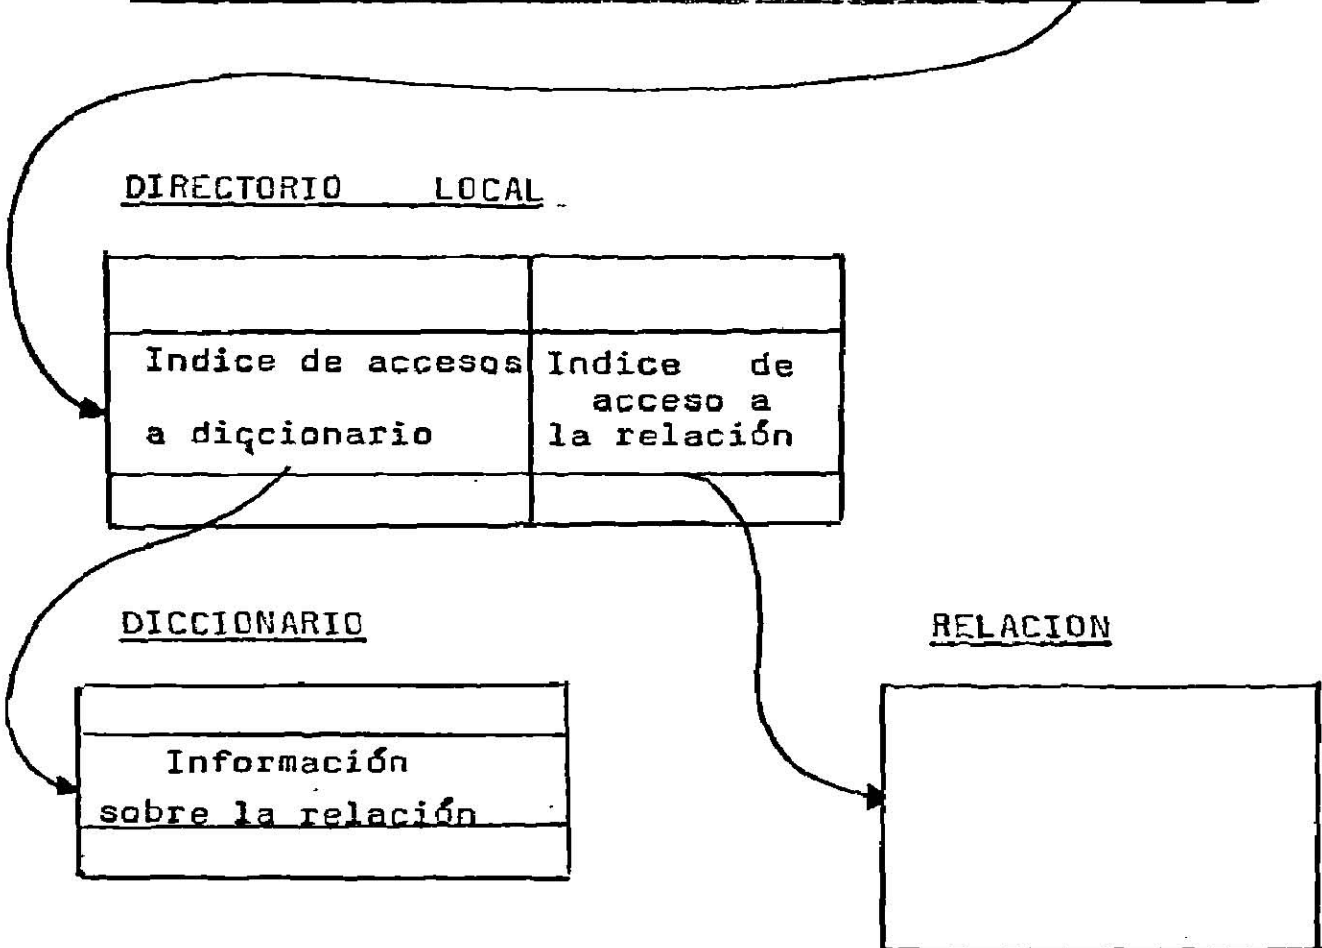 DIRECTORIO LOCAL
Indice de accesos
a diccionario
Indice de
acceso a
la relación
DICCIONARIO
RELACION
Información
sobre la relación